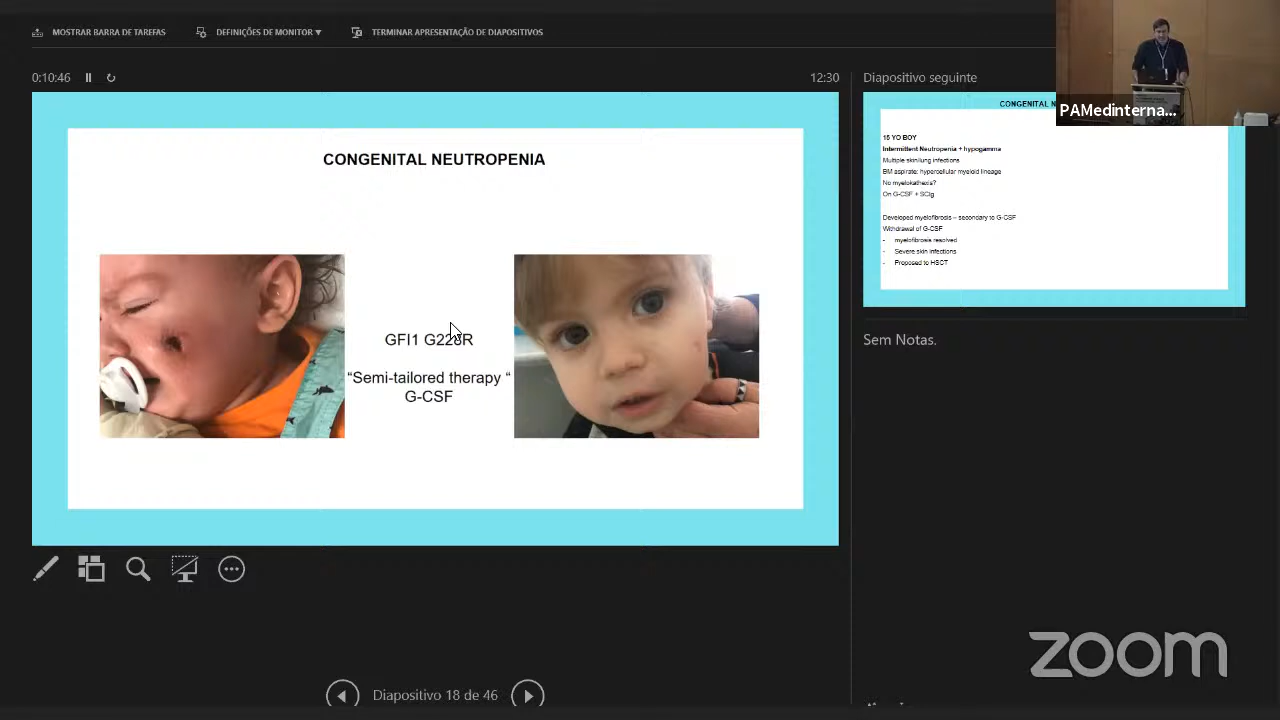 MOSTRAR BARRA DE TAREFAS
DEFINIÇÕES DE MONITOR ▾
TERMINAR APRESENTAÇÃO DE DIAPOSITIVOS
0:10:46
12:30
Diapositivo seguinte
PAMedinterna...
CONGENITAL NEUTROPENIA
GFI1 G228R
“Semi-tailored therapy “
G-CSF
CONGENITAL N
15 YO BOY
Intermittent Neutropenia + hypogamma
Multiple skin/lung infections
BM aspirate: hypercellular myeloid lineage
No myelokathexis?
On G-CSF + SCIg
Developed myelofibrosis – secondary to G-CSF
Withdrawal of G-CSF
- myelofibrosis resolved
- Severe skin infections
- Proposed to HSCT
Sem Notas.
Diapositivo 18 de 46
zoom